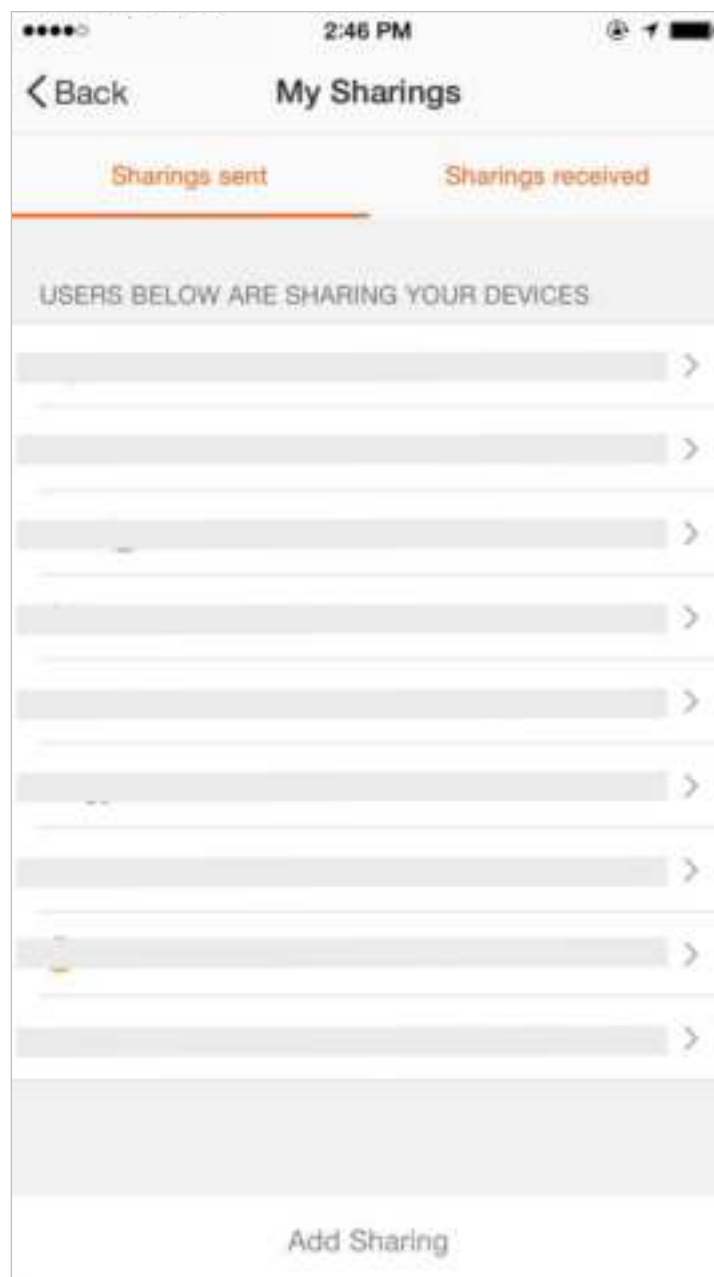 2:46 PM
Back My Sharings
Sharings sent Sharings received
USERS BELOW ARE SHARING YOUR DEVICES
Add Sharing